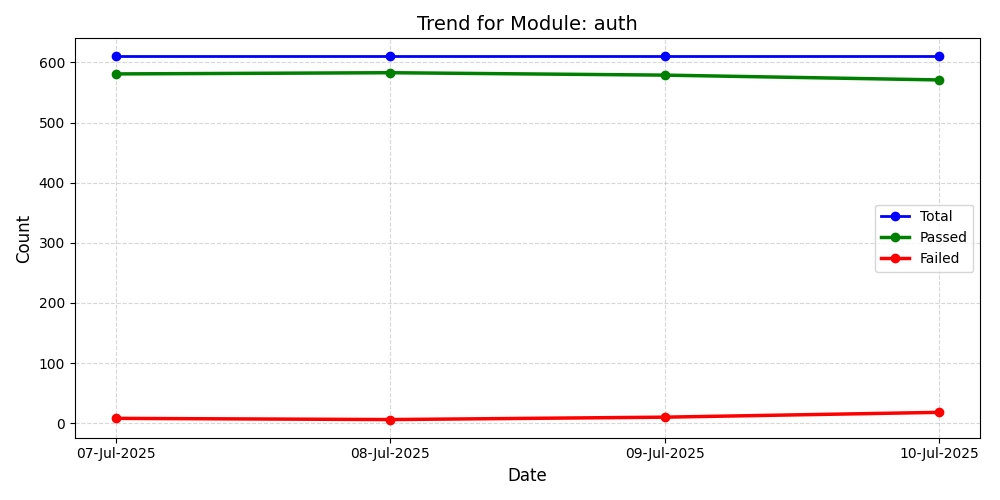 Trend for Module: auth
600
500
400
300
200
100
0
Count
Total
Passed
Failed
07-Jul-2025
08-Jul-2025
09-Jul-2025
10-Jul-2025
Date